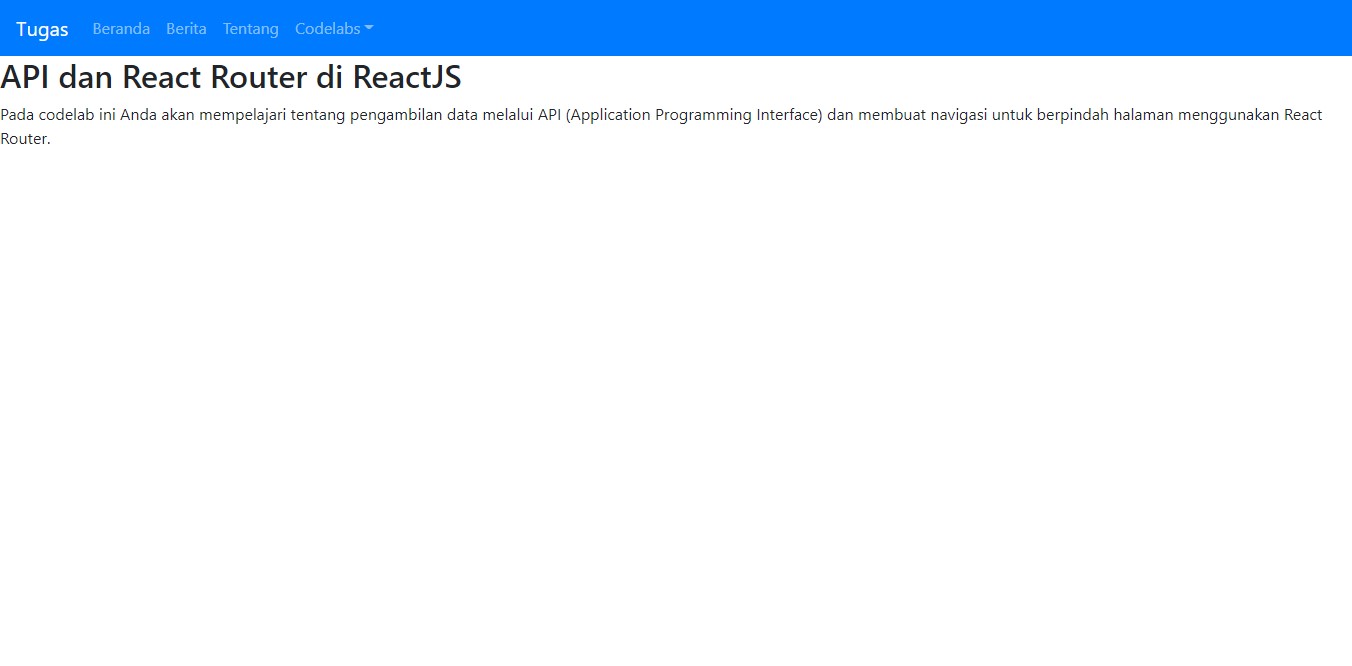 Tugas Beranda Berita Tentang Codelabs
API dan React Router di ReactJS
Pada codelab ini Anda akan mempelajari tentang pengambilan data melalui API (Application Programming Interface) dan membuat navigasi untuk berpindah halaman menggunakan React
Router.